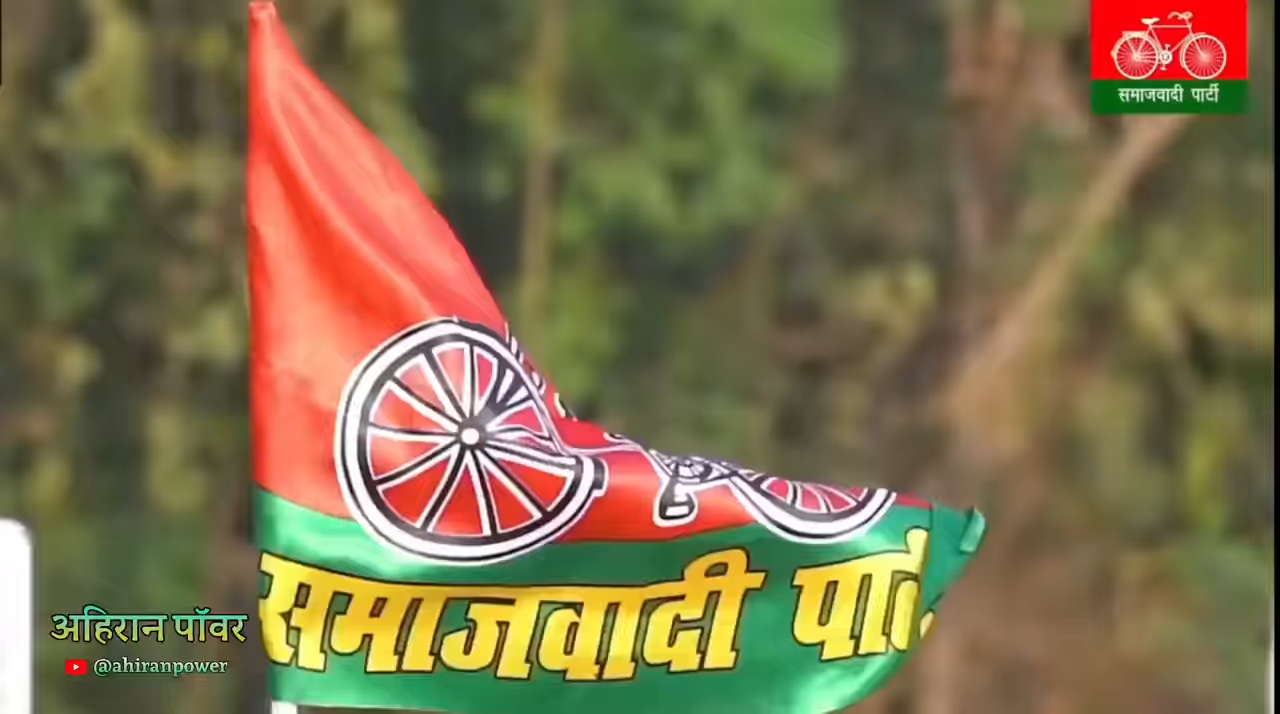 समाजवादी पार्टी
समाजवादी
अहिरान पॉवर
@ahiranpower